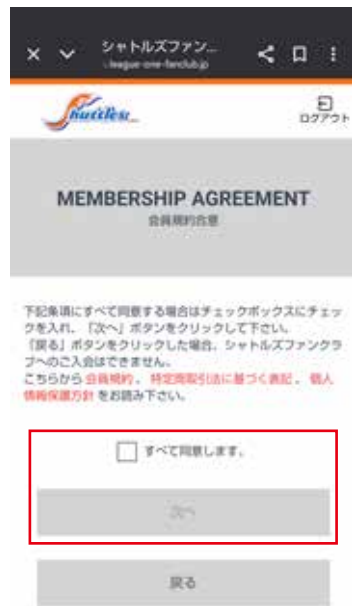 シャトルズファン...
league-one-fanclub.jp
Shuttles
ログアウト
MEMBERSHIP AGREEMENT
会員規約合意
下記条項にすべて同意する場合はチェックボックスにチェッ
クを入れ、「次へ」ボタンをクリックして下さい。
「戻る」ボタンをクリックした場合、シャトルズファンクラ
ブへのご入会はできません。
こちらから 会員規約 、 特定商取引法に基づく表記 、 個人
情報保護方針 をお読み下さい。
すべて同意します。
次へ
戻る